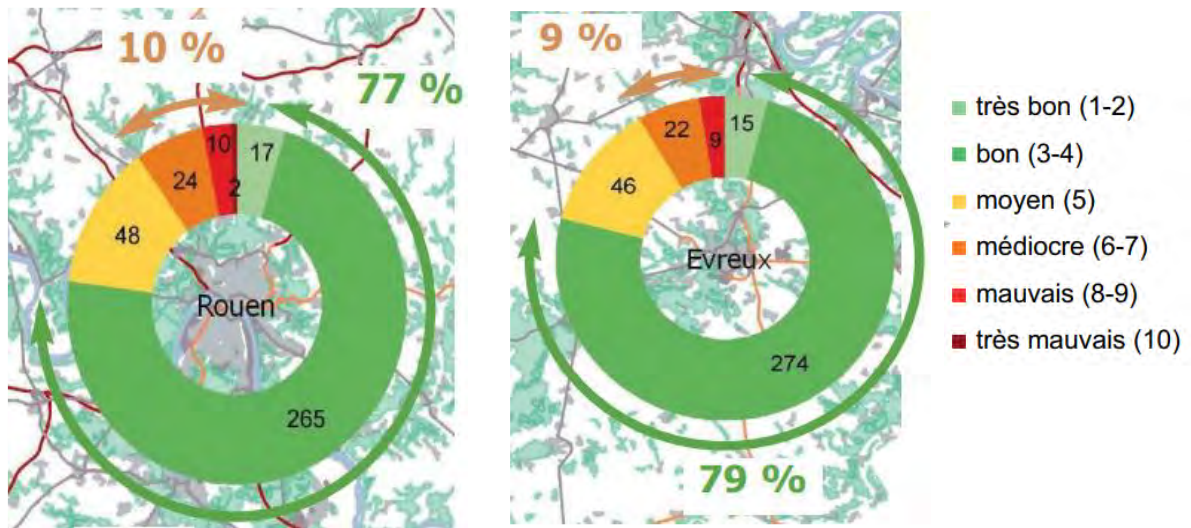 10 %
77 %
10
17
24
2
48
Rouen
265
9 %
15
22
9
46
Evreux
274
79 %
très bon (1-2)
bon (3-4)
moyen (5)
médiocre (6-7)
mauvais (8-9)
très mauvais (10)